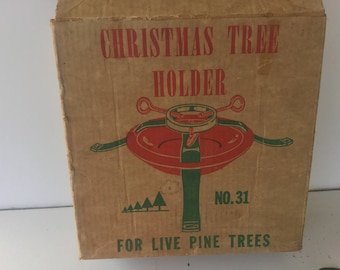 CHRISTMAS TREE
HOLDER
NO. 31
FOR LIVE PINE TREES